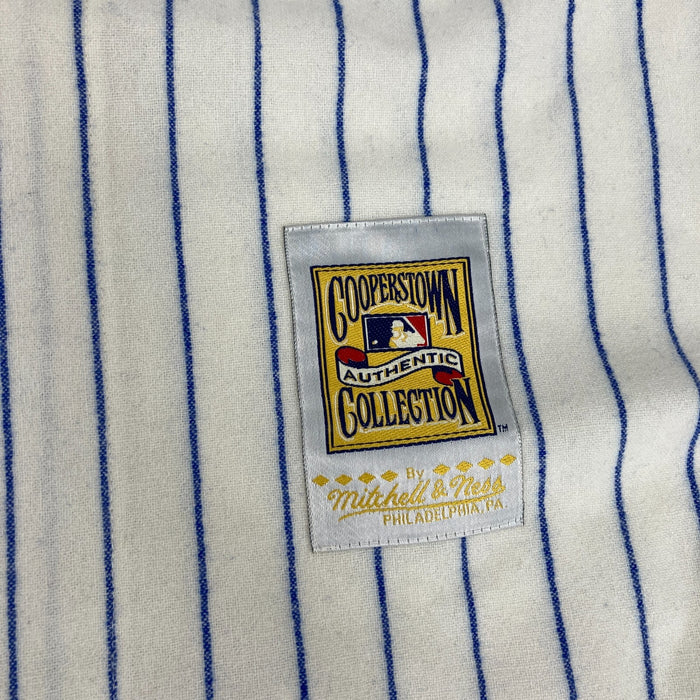 COOPERSTOWN
AUTHENTIC
COLLECTION
TM
By
Mitchell & Ness
PHILADELPHIA, PA.